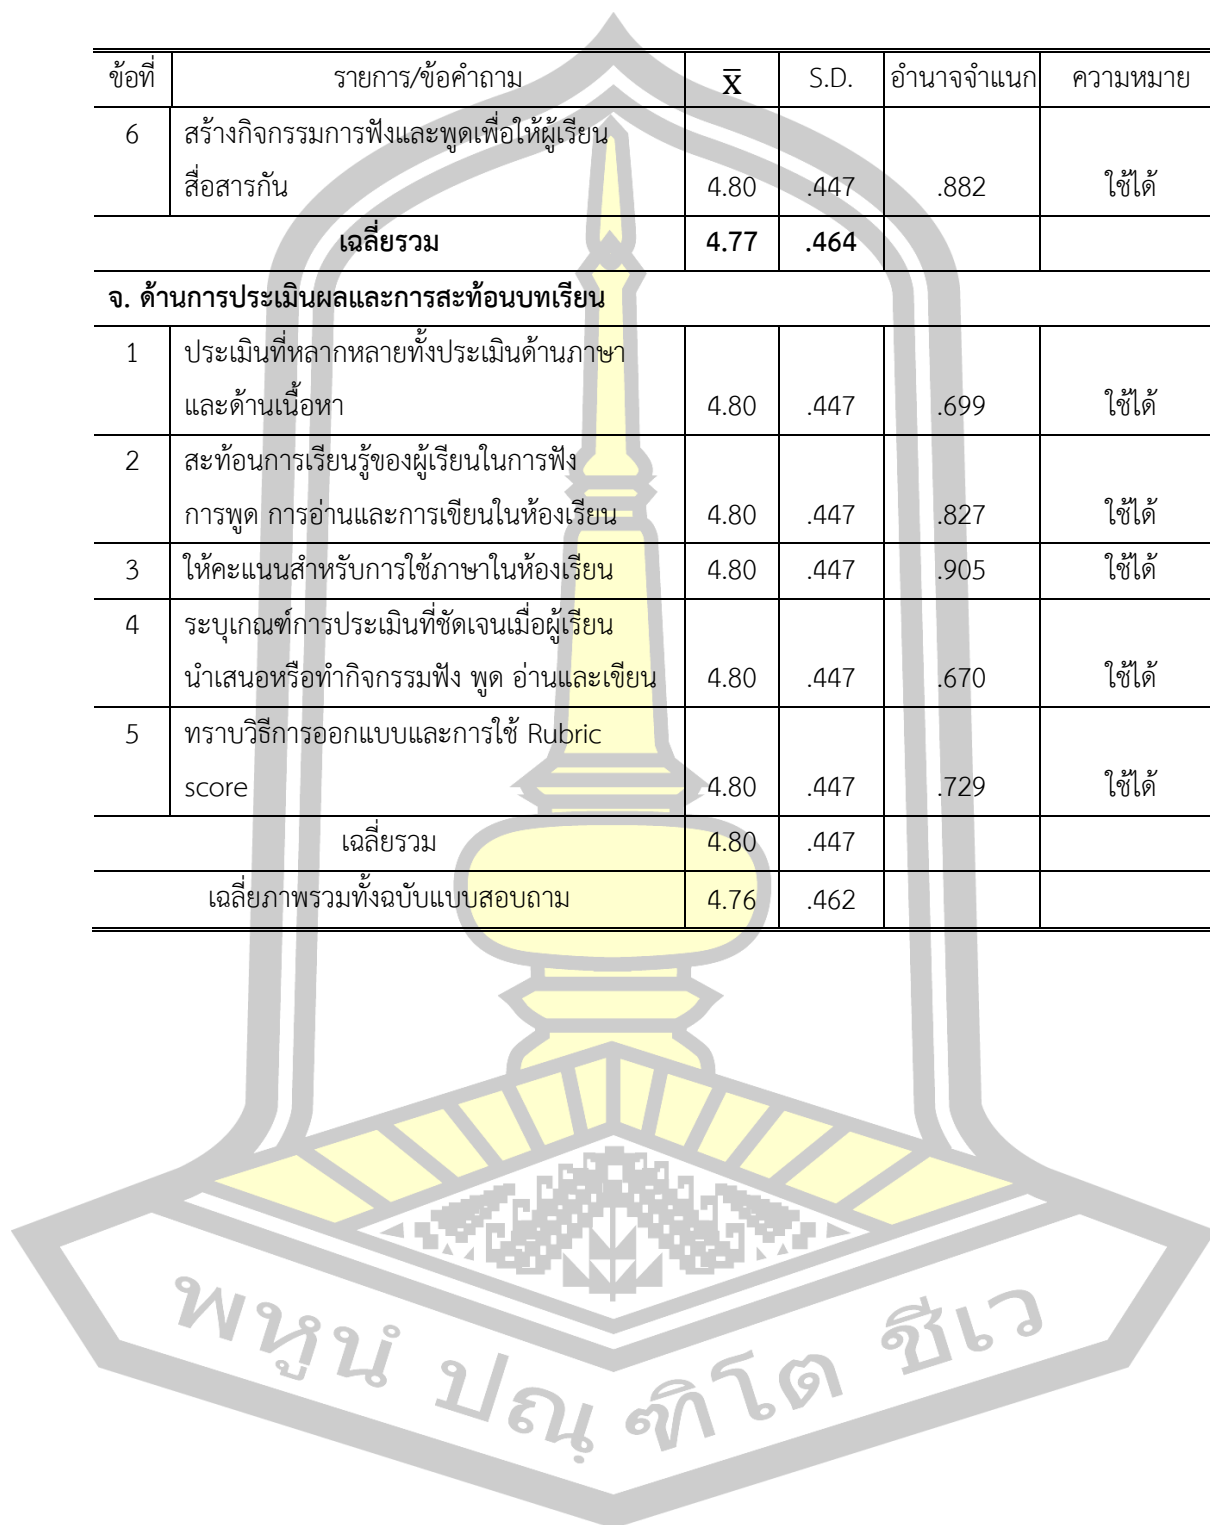 ข้อที่ รายการ/ข้อคำถาม x̄ S.D. อำนาจจำแนก ความหมาย
6 สร้างกิจกรรมการฟังและพูดเพื่อให้ผู้เรียน
สื่อสารกัน 4.80 .447 .882 ใช้ได้
เฉลี่ยรวม 4.77 .464
จ. ด้านการประเมินผลและการสะท้อนบทเรียน
1 ประเมินที่หลากหลายทั้งประเมินด้านภาษา
และด้านเนื้อหา 4.80 .447 .699 ใช้ได้
2 สะท้อนการเรียนรู้ของผู้เรียนในการฟัง
การพูด การอ่านและการเขียนในห้องเรียน 4.80 .447 .827 ใช้ได้
3 ให้คะแนนสำหรับการใช้ภาษาในห้องเรียน 4.80 .447 .905 ใช้ได้
4 ระบุเกณฑ์การประเมินที่ชัดเจนเมื่อผู้เรียน
นำเสนอหรือทำกิจกรรมฟัง พูด อ่านและเขียน 4.80 .447 .670 ใช้ได้
5 ทราบวิธีการออกแบบและการใช้ Rubric
score 4.80 .447 .729 ใช้ได้
เฉลี่ยรวม 4.80 .447
เฉลี่ยภาพรวมทั้งฉบับแบบสอบถาม 4.76 .462
พหูนํ ปณฺ ฑิโต ชีเว